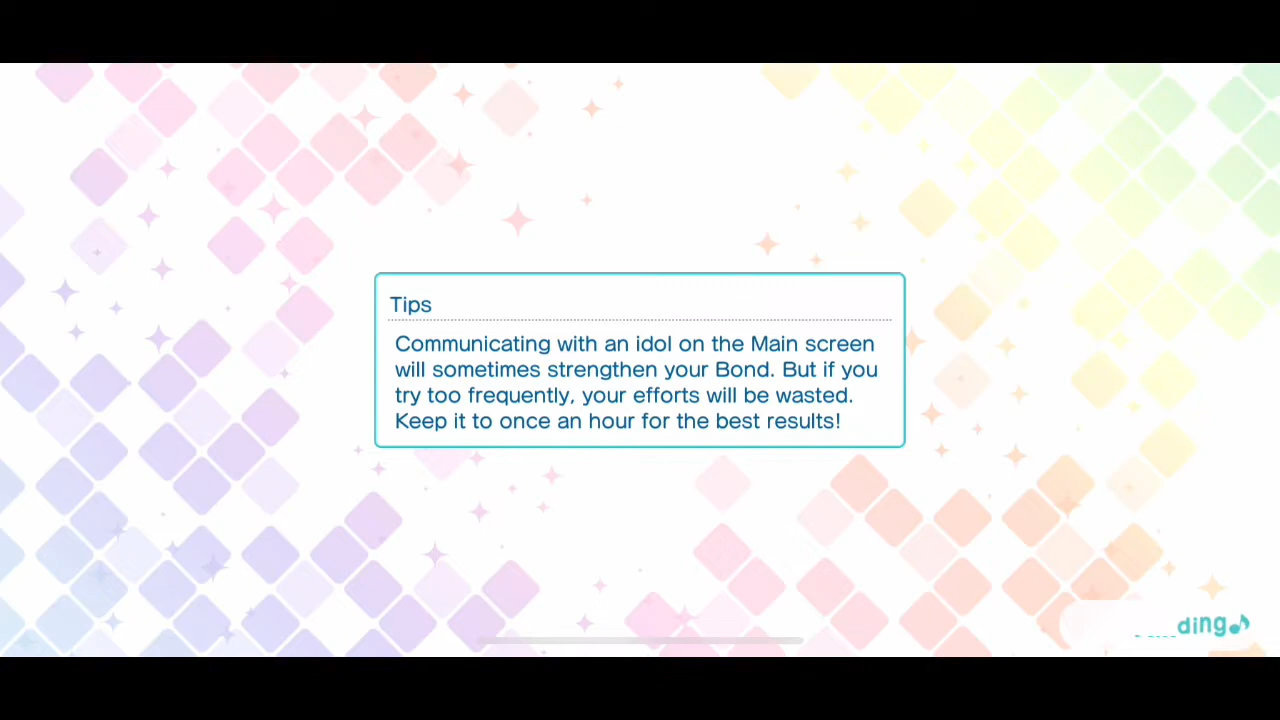 Tips
Communicating with an idol on the Main screen
will sometimes strengthen your Bond. But if you
try too frequently, your efforts will be wasted.
Keep it to once an hour for the best results!